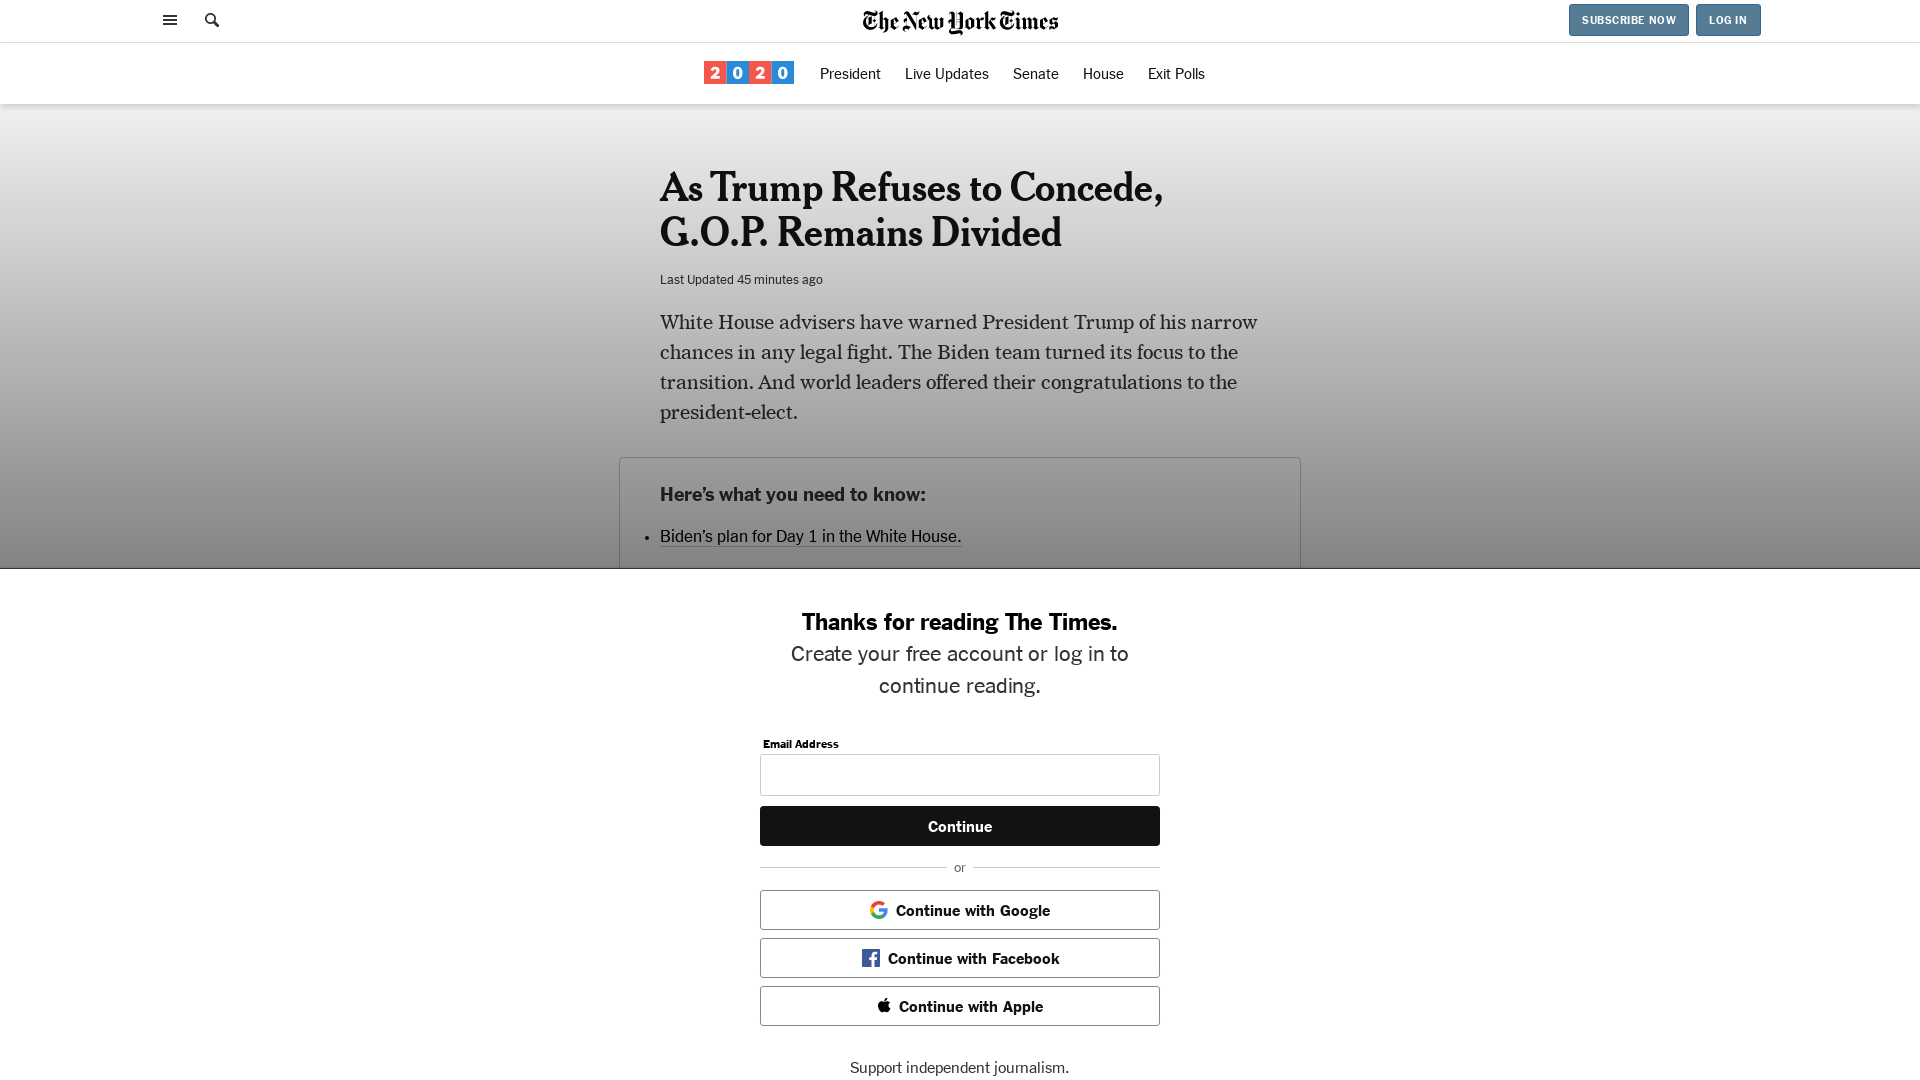 The New York Times
SUBSCRIBE NOW
LOG IN
2020
President
Live Updates
Senate
House
Exit Polls
As Trump Refuses to Concede,
G.O.P. Remains Divided
Last Updated 45 minutes ago
White House advisers have warned President Trump of his narrow
chances in any legal fight. The Biden team turned its focus to the
transition. And world leaders offered their congratulations to the
president-elect.
Here’s what you need to know:
• Biden’s plan for Day 1 in the White House.
Thanks for reading The Times.
Create your free account or log in to
continue reading.
Email Address
Continue
or
Continue with Google
Continue with Facebook
Continue with Apple
Support independent journalism.